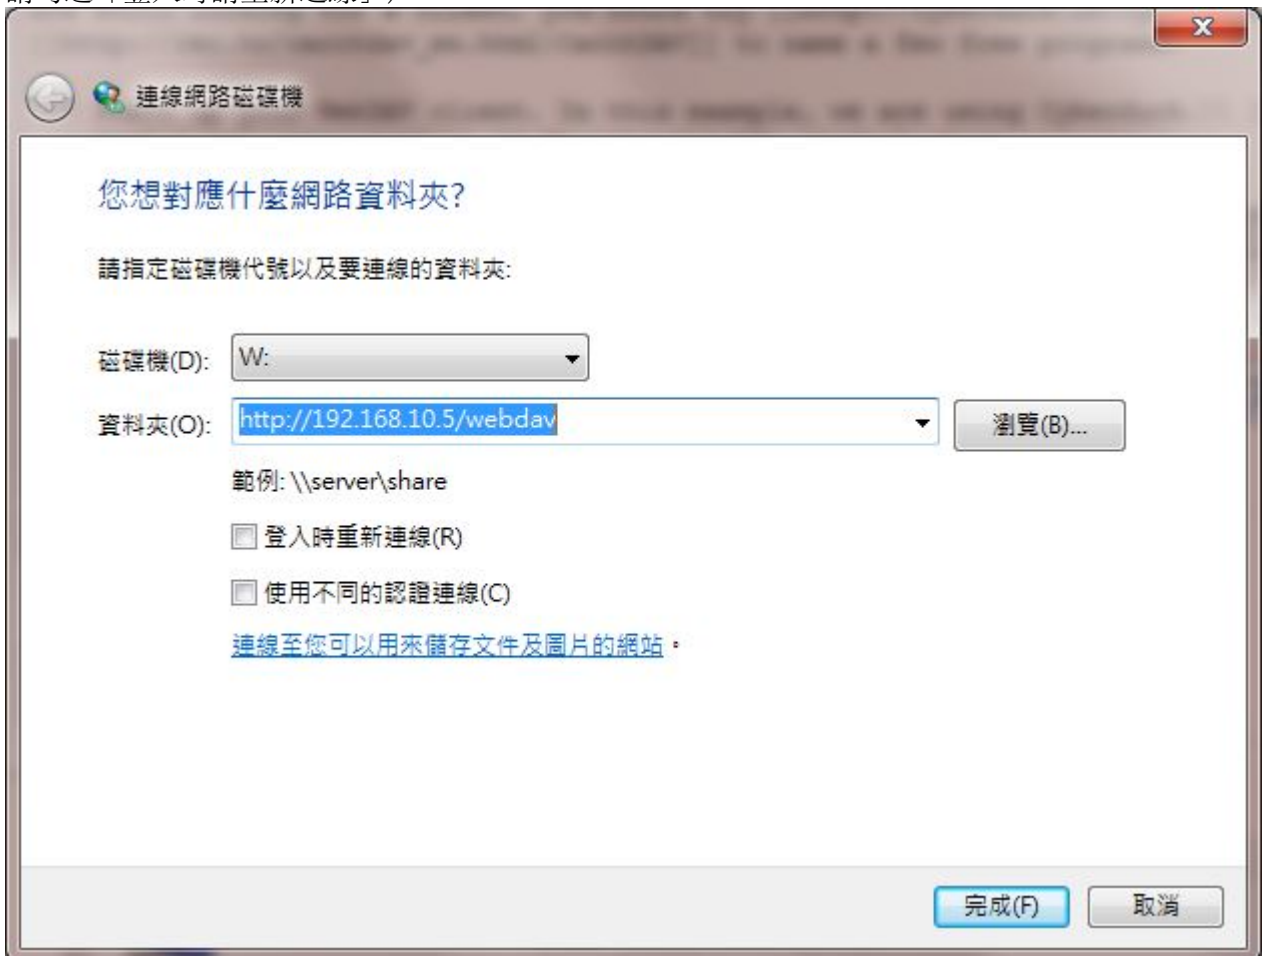 連線網路磁碟機
您想對應什麼網路資料夾?
請指定磁碟機代號以及要連線的資料夾:
磁碟機(D): W:
資料夾(O): http://192.168.10.5/webdav 瀏覽(B)...
範例: \\server\share
登入時重新連線(R)
使用不同的認證連線(C)
連線至您可以用來儲存文件及圖片的網站。
完成(F) 取消